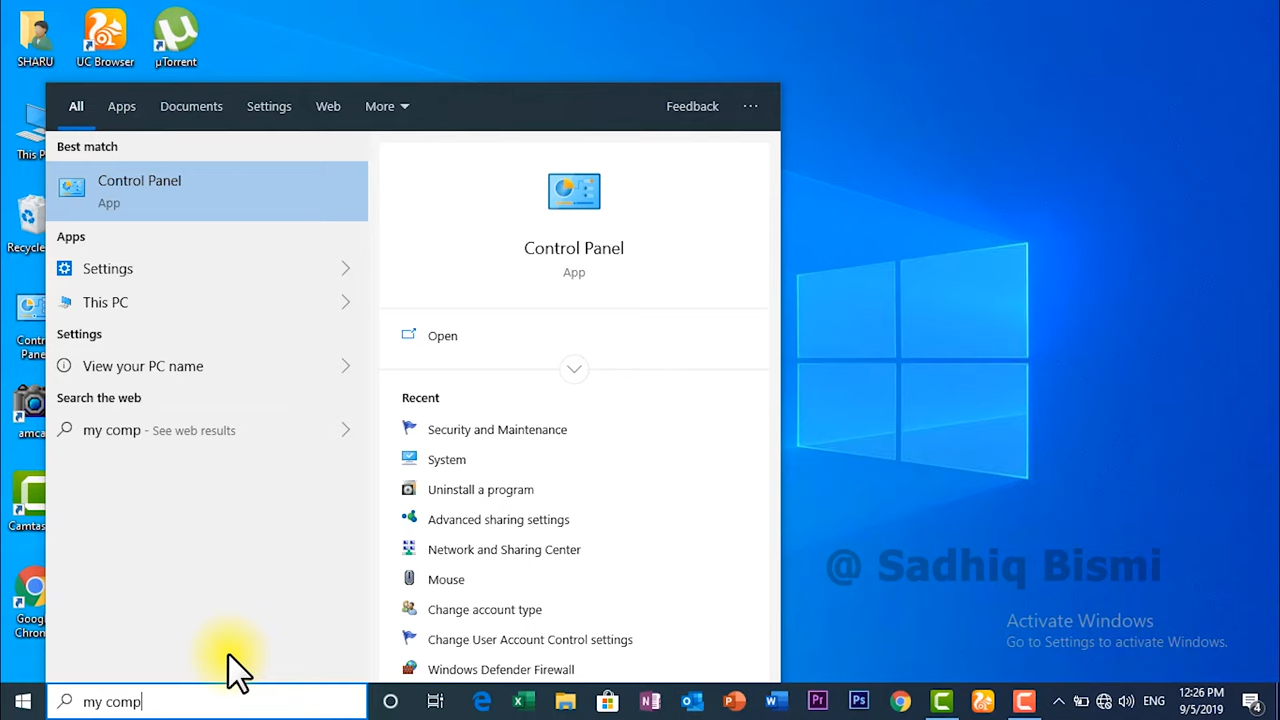 SHARU
UC Browser
µTorrent
This P
Recycle
Contr
Pane
amca
Camtas
Google
Chrom
All Apps Documents Settings Web More Feedback ...
Best match
Control Panel
App
Apps
Settings
This PC
Settings
View your PC name
Search the web
my comp - See web results
Control Panel
App
Open
Recent
Security and Maintenance
System
Uninstall a program
Advanced sharing settings
Network and Sharing Center
Mouse
Change account type
Change User Account Control settings
Windows Defender Firewall
@ Sadhiq Bismi
Activate Windows
Go to Settings to activate Windows.
my comp
ENG
12:26 PM
9/5/2019
4